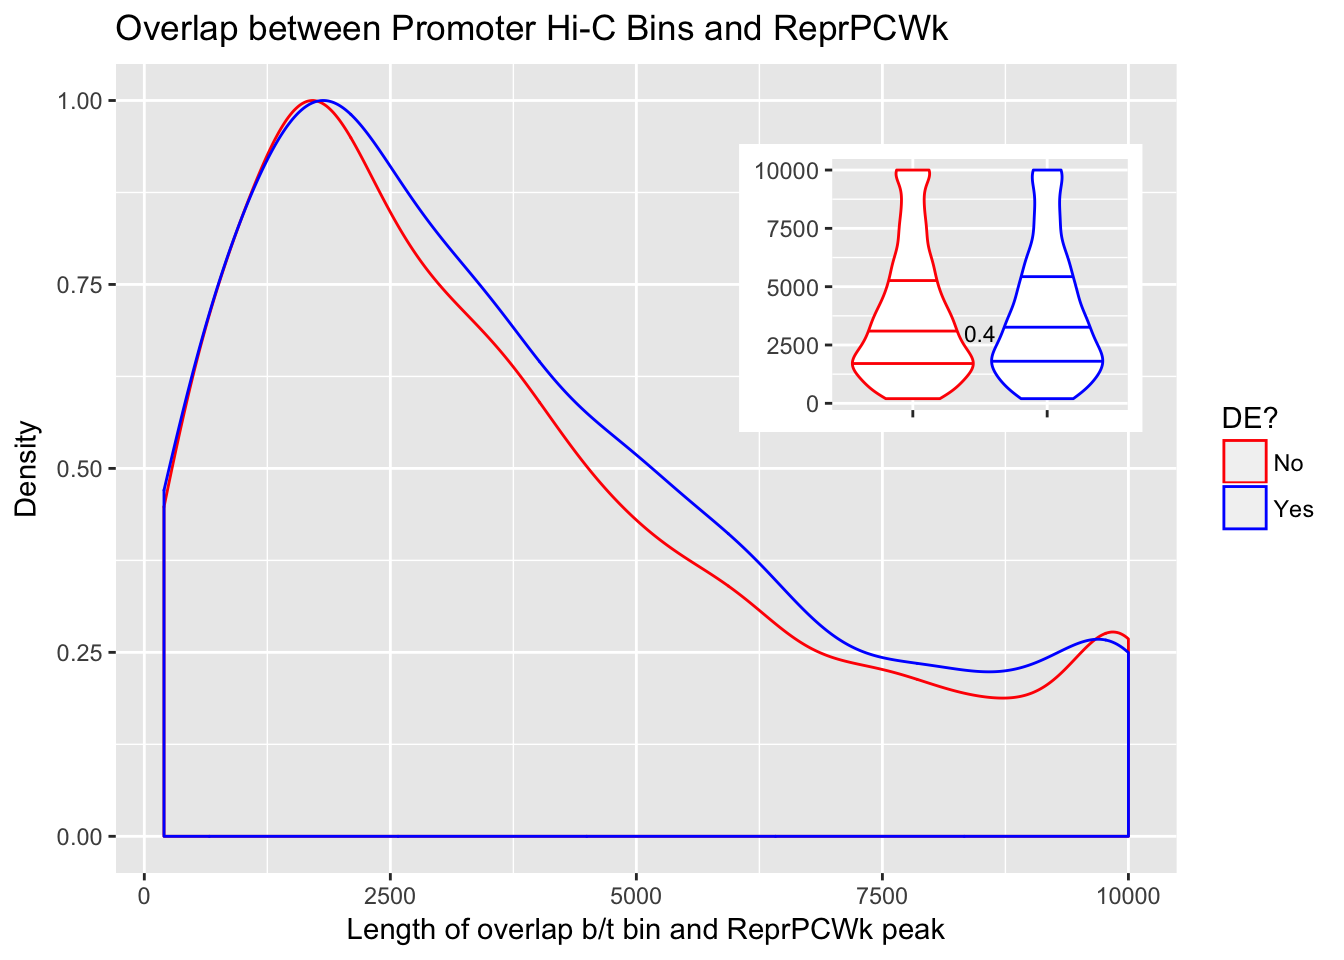 Overlap between Promoter Hi-C Bins and ReprPCWk
1.00
0.75
0.50
0.25
0.00
Density
0
2500
5000
7500
10000
Length of overlap b/t bin and ReprPCWk peak
10000
7500
5000
2500
0
0.4
DE?
No
Yes